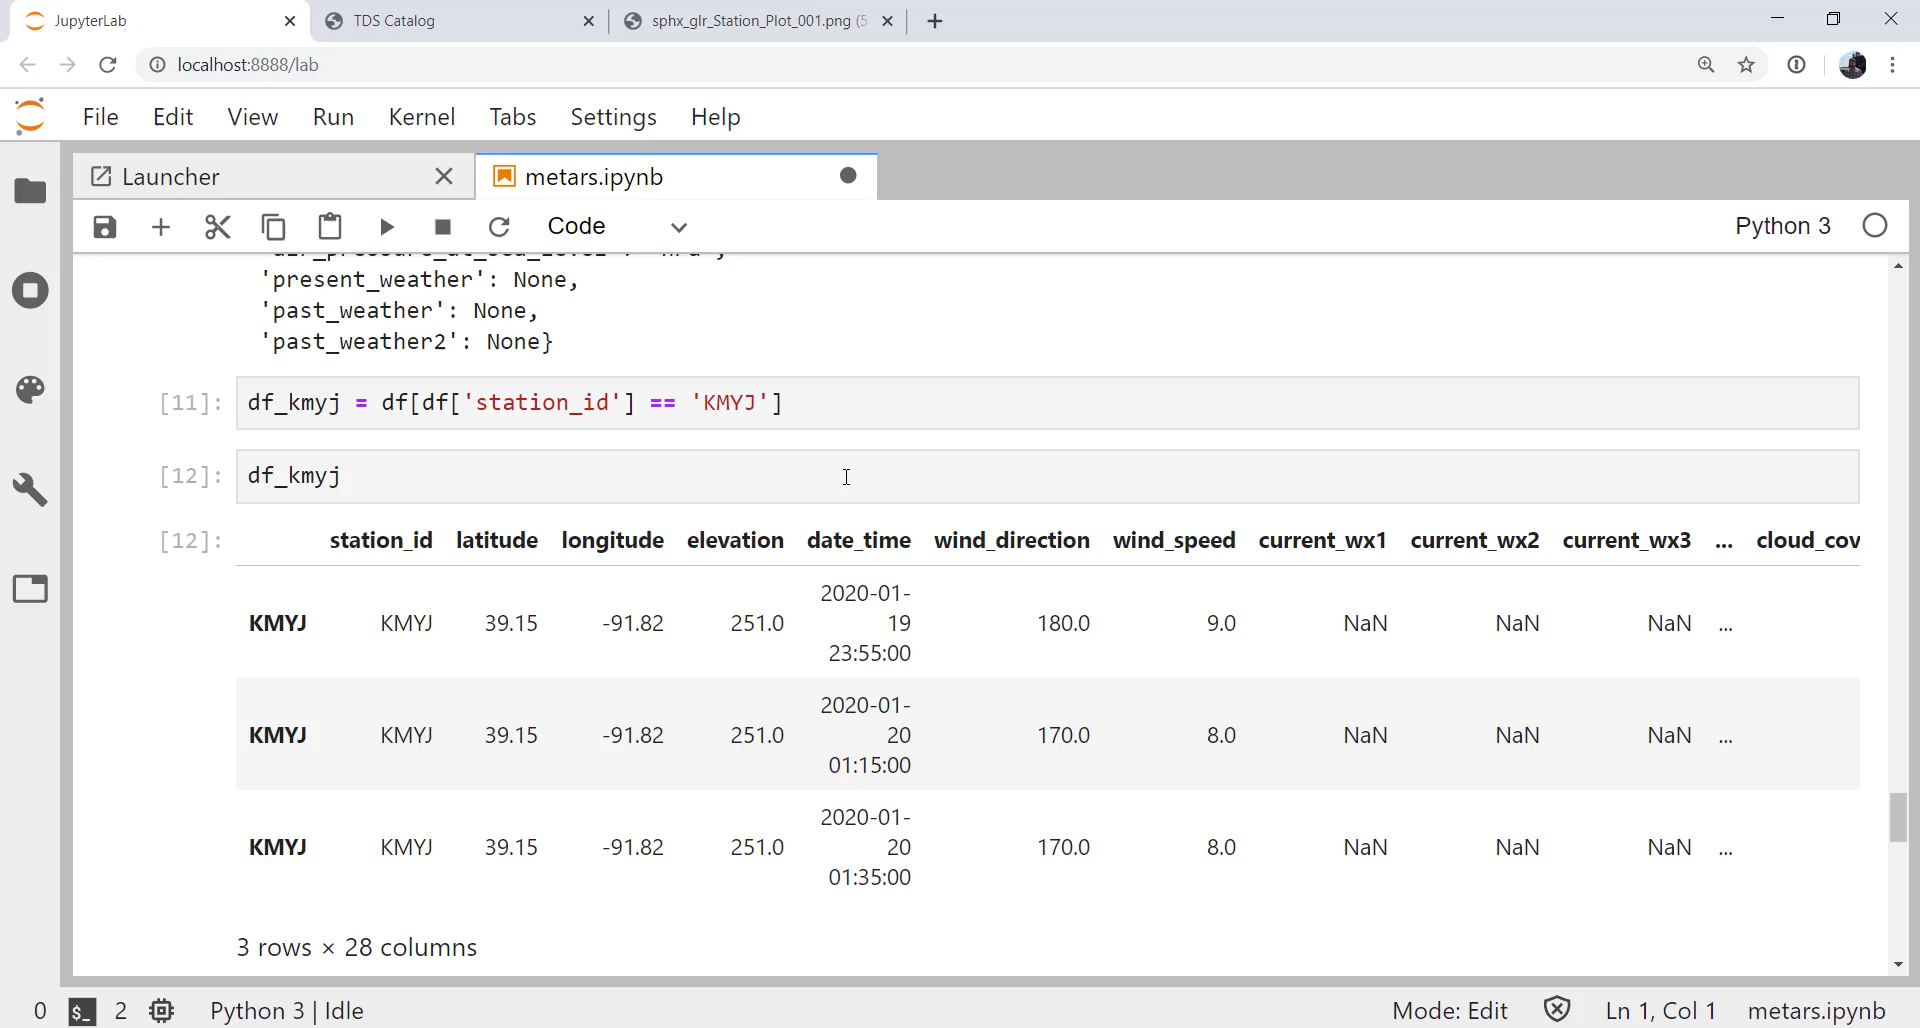 JupyterLab
TDS Catalog
sphx_glr_Station_Plot_001.png (5
localhost:8888/lab
File Edit View Run Kernel Tabs Settings Help
Launcher
metars.ipynb
Code
Python 3
'present_weather': None,
'past_weather': None,
'past_weather2': None}
[11]: df_kmyj = df[df['station_id'] == 'KMYJ']
[12]: df_kmyj
[12]: station_id latitude longitude elevation date_time wind_direction wind_speed current_wx1 current_wx2 current_wx3 ... cloud_cov
2020-01-
KMYJ KMYJ 39.15 -91.82 251.0 19 180.0 9.0 NaN NaN NaN ...
23:55:00
2020-01-
KMYJ KMYJ 39.15 -91.82 251.0 20 170.0 8.0 NaN NaN NaN ...
01:15:00
2020-01-
KMYJ KMYJ 39.15 -91.82 251.0 20 170.0 8.0 NaN NaN NaN ...
01:35:00
3 rows × 28 columns
0 $_ 2 Python 3 | Idle Mode: Edit Ln 1, Col 1 metars.ipynb